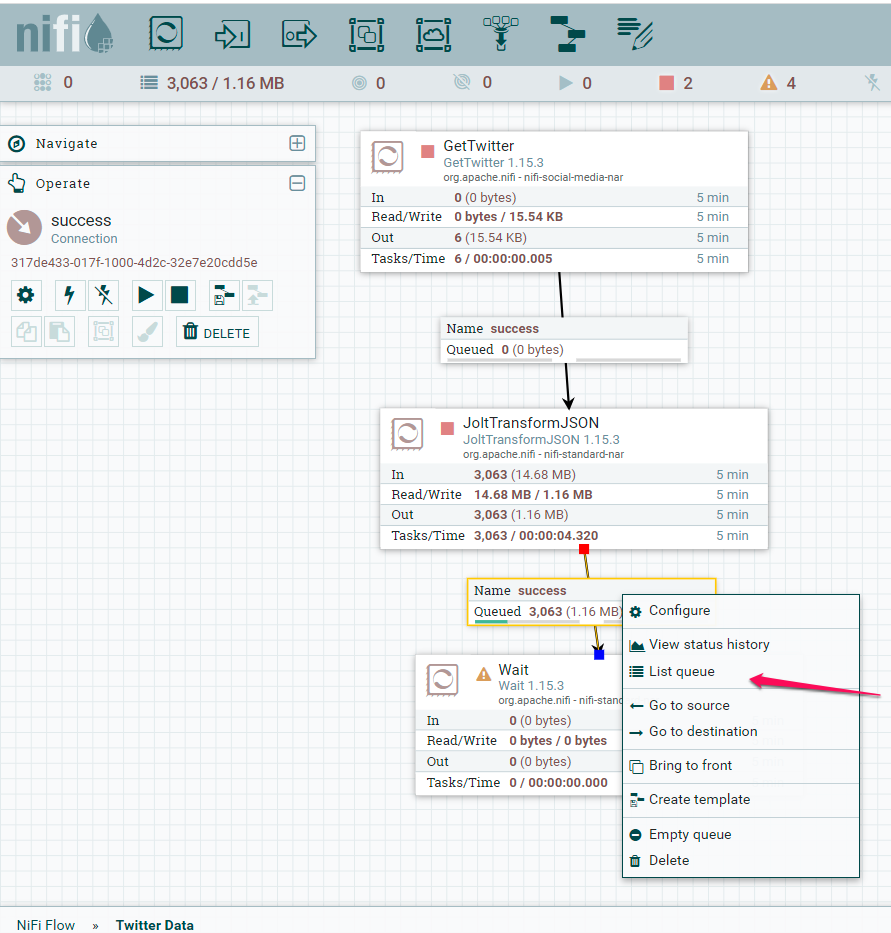 nifi
0 3,063 / 1.16 MB 0 0 0 2 4
Navigate
Operate
success
Connection
317de433-017f-1000-4d2c-32e7e20cdd5e
DELETE
GetTwitter
GetTwitter 1.15.3
org.apache.nifi - nifi-social-media-nar
In 0 (0 bytes) 5 min
Read/Write 0 bytes / 15.54 KB 5 min
Out 6 (15.54 KB) 5 min
Tasks/Time 6 / 00:00:00.005 5 min
Name success
Queued 0 (0 bytes)
JoltTransformJSON
JoltTransformJSON 1.15.3
org.apache.nifi - nifi-standard-nar
In 3,063 (14.68 MB) 5 min
Read/Write 14.68 MB / 1.16 MB 5 min
Out 3,063 (1.16 MB) 5 min
Tasks/Time 3,063 / 00:00:04.320 5 min
Name success
Queued 3,063 (1.16 MB)
Wait
Wait 1.15.3
org.apache.nifi - nifi-stand
In 0 (0 bytes)
Read/Write 0 bytes / 0 bytes
Out 0 (0 bytes)
Tasks/Time 0 / 00:00:00.000
Configure
View status history
List queue
Go to source
Go to destination
Bring to front
Create template
Empty queue
Delete
NiFi Flow » Twitter Data